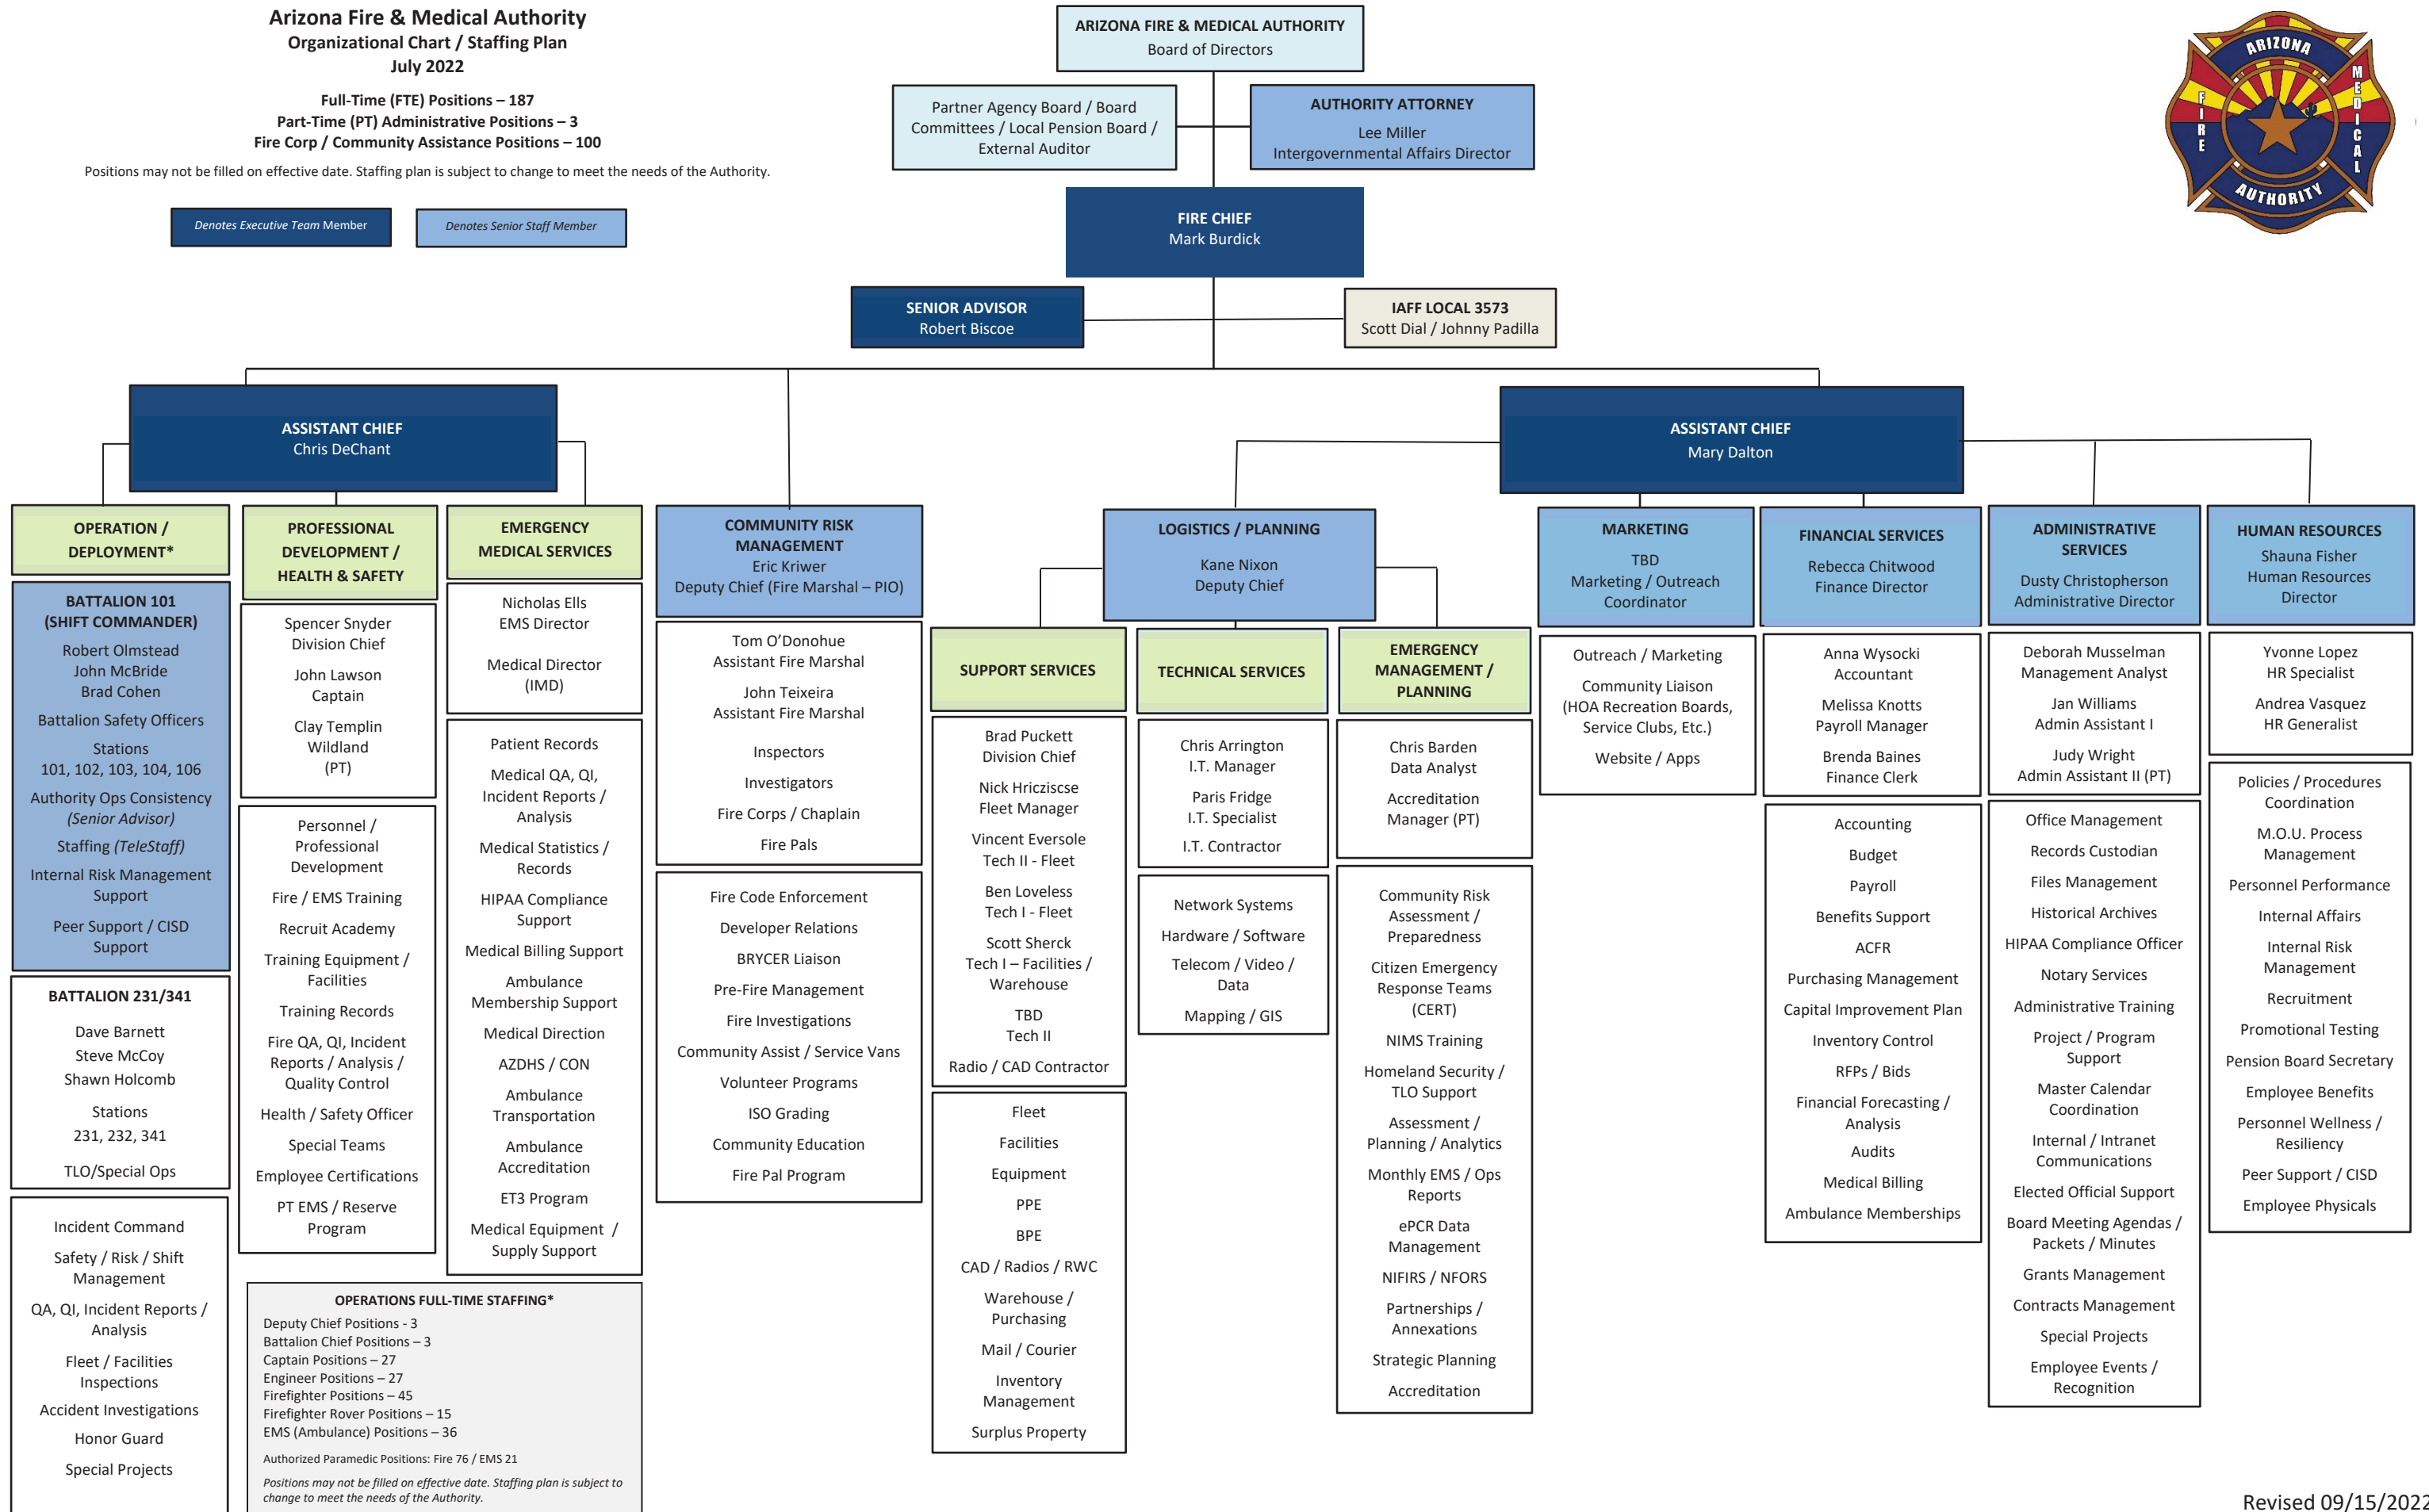 Arizona Fire & Medical Authority
Organizational Chart / Staffing Plan
July 2022
Full-Time (FTE) Positions – 187
Part-Time (PT) Administrative Positions – 3
Fire Corp / Community Assistance Positions – 100
Positions may not be filled on effective date. Staffing plan is subject to change to meet the needs of the Authority.
Denotes Executive Team Member
Denotes Senior Staff Member
ARIZONA FIRE & MEDICAL AUTHORITY
Board of Directors
Partner Agency Board / Board
Committees / Local Pension Board /
External Auditor
AUTHORITY ATTORNEY
Lee Miller
Intergovernmental Affairs Director
ARIZONA
FIRE
MEDICAL
AUTHORITY
FIRE CHIEF
Mark Burdick
SENIOR ADVISOR
Robert Biscoe
IAFF LOCAL 3573
Scott Dial / Johnny Padilla
ASSISTANT CHIEF
Chris DeChant
ASSISTANT CHIEF
Mary Dalton
OPERATION /
DEPLOYMENT*
BATTALION 101
(SHIFT COMMANDER)
Robert Olmstead
John McBride
Brad Cohen
Battalion Safety Officers
Stations
101, 102, 103, 104, 106
Authority Ops Consistency
(Senior Advisor)
Staffing (TeleStaff)
Internal Risk Management
Support
Peer Support / CISD
Support
BATTALION 231/341
Dave Barnett
Steve McCoy
Shawn Holcomb
Stations
231, 232, 341
TLO/Special Ops
Incident Command
Safety / Risk / Shift
Management
QA, QI, Incident Reports /
Analysis
Fleet / Facilities
Inspections
Accident Investigations
Honor Guard
Special Projects
PROFESSIONAL
DEVELOPMENT /
HEALTH & SAFETY
Spencer Snyder
Division Chief
John Lawson
Captain
Clay Templin
Wildland
(PT)
Personnel /
Professional
Development
Fire / EMS Training
Recruit Academy
Training Equipment /
Facilities
Training Records
Fire QA, QI, Incident
Reports / Analysis /
Quality Control
Health / Safety Officer
Special Teams
Employee Certifications
PT EMS / Reserve
Program
EMERGENCY
MEDICAL SERVICES
Nicholas Ells
EMS Director
Medical Director
(IMD)
Patient Records
Medical QA, QI,
Incident Reports /
Analysis
Medical Statistics /
Records
HIPAA Compliance
Support
Medical Billing Support
Ambulance
Membership Support
Medical Direction
AZDHS / CON
Ambulance
Transportation
Ambulance
Accreditation
ET3 Program
Medical Equipment /
Supply Support
OPERATIONS FULL-TIME STAFFING*
Deputy Chief Positions - 3
Battalion Chief Positions – 3
Captain Positions – 27
Engineer Positions – 27
Firefighter Positions – 45
Firefighter Rover Positions – 15
EMS (Ambulance) Positions – 36
Authorized Paramedic Positions: Fire 76 / EMS 21
Positions may not be filled on effective date. Staffing plan is subject to
change to meet the needs of the Authority.
COMMUNITY RISK
MANAGEMENT
Eric Kriwer
Deputy Chief (Fire Marshal – PIO)
Tom O'Donohue
Assistant Fire Marshal
John Teixeira
Assistant Fire Marshal
Inspectors
Investigators
Fire Corps / Chaplain
Fire Pals
Fire Code Enforcement
Developer Relations
BRYCER Liaison
Pre-Fire Management
Fire Investigations
Community Assist / Service Vans
Volunteer Programs
ISO Grading
Community Education
Fire Pal Program
LOGISTICS / PLANNING
Kane Nixon
Deputy Chief
SUPPORT SERVICES
Brad Puckett
Division Chief
Nick Hricziscse
Fleet Manager
Vincent Eversole
Tech II - Fleet
Ben Loveless
Tech I - Fleet
Scott Sherck
Tech I – Facilities /
Warehouse
TBD
Tech II
Radio / CAD Contractor
Fleet
Facilities
Equipment
PPE
BPE
CAD / Radios / RWC
Warehouse /
Purchasing
Mail / Courier
Inventory
Management
Surplus Property
TECHNICAL SERVICES
Chris Arrington
I.T. Manager
Paris Fridge
I.T. Specialist
I.T. Contractor
Network Systems
Hardware / Software
Telecom / Video /
Data
Mapping / GIS
EMERGENCY
MANAGEMENT /
PLANNING
Chris Barden
Data Analyst
Accreditation
Manager (PT)
Community Risk
Assessment /
Preparedness
Citizen Emergency
Response Teams
(CERT)
NIMS Training
Homeland Security /
TLO Support
Assessment /
Planning / Analytics
Monthly EMS / Ops
Reports
ePCR Data
Management
NIFIRS / NFORS
Partnerships /
Annexations
Strategic Planning
Accreditation
MARKETING
TBD
Marketing / Outreach
Coordinator
Outreach / Marketing
Community Liaison
(HOA Recreation Boards,
Service Clubs, Etc.)
Website / Apps
FINANCIAL SERVICES
Rebecca Chitwood
Finance Director
Anna Wysocki
Accountant
Melissa Knotts
Payroll Manager
Brenda Baines
Finance Clerk
Accounting
Budget
Payroll
Benefits Support
ACFR
Purchasing Management
Capital Improvement Plan
Inventory Control
RFPs / Bids
Financial Forecasting /
Analysis
Audits
Medical Billing
Ambulance Memberships
ADMINISTRATIVE
SERVICES
Dusty Christopherson
Administrative Director
Deborah Musselman
Management Analyst
Jan Williams
Admin Assistant I
Judy Wright
Admin Assistant II (PT)
Office Management
Records Custodian
Files Management
Historical Archives
HIPAA Compliance Officer
Notary Services
Administrative Training
Project / Program
Support
Master Calendar
Coordination
Internal / Intranet
Communications
Elected Official Support
Board Meeting Agendas /
Packets / Minutes
Grants Management
Contracts Management
Special Projects
Employee Events /
Recognition
HUMAN RESOURCES
Shauna Fisher
Human Resources
Director
Yvonne Lopez
HR Specialist
Andrea Vasquez
HR Generalist
Policies / Procedures
Coordination
M.O.U. Process
Management
Personnel Performance
Internal Affairs
Internal Risk
Management
Recruitment
Promotional Testing
Pension Board Secretary
Employee Benefits
Personnel Wellness /
Resiliency
Peer Support / CISD
Employee Physicals
Revised 09/15/2022